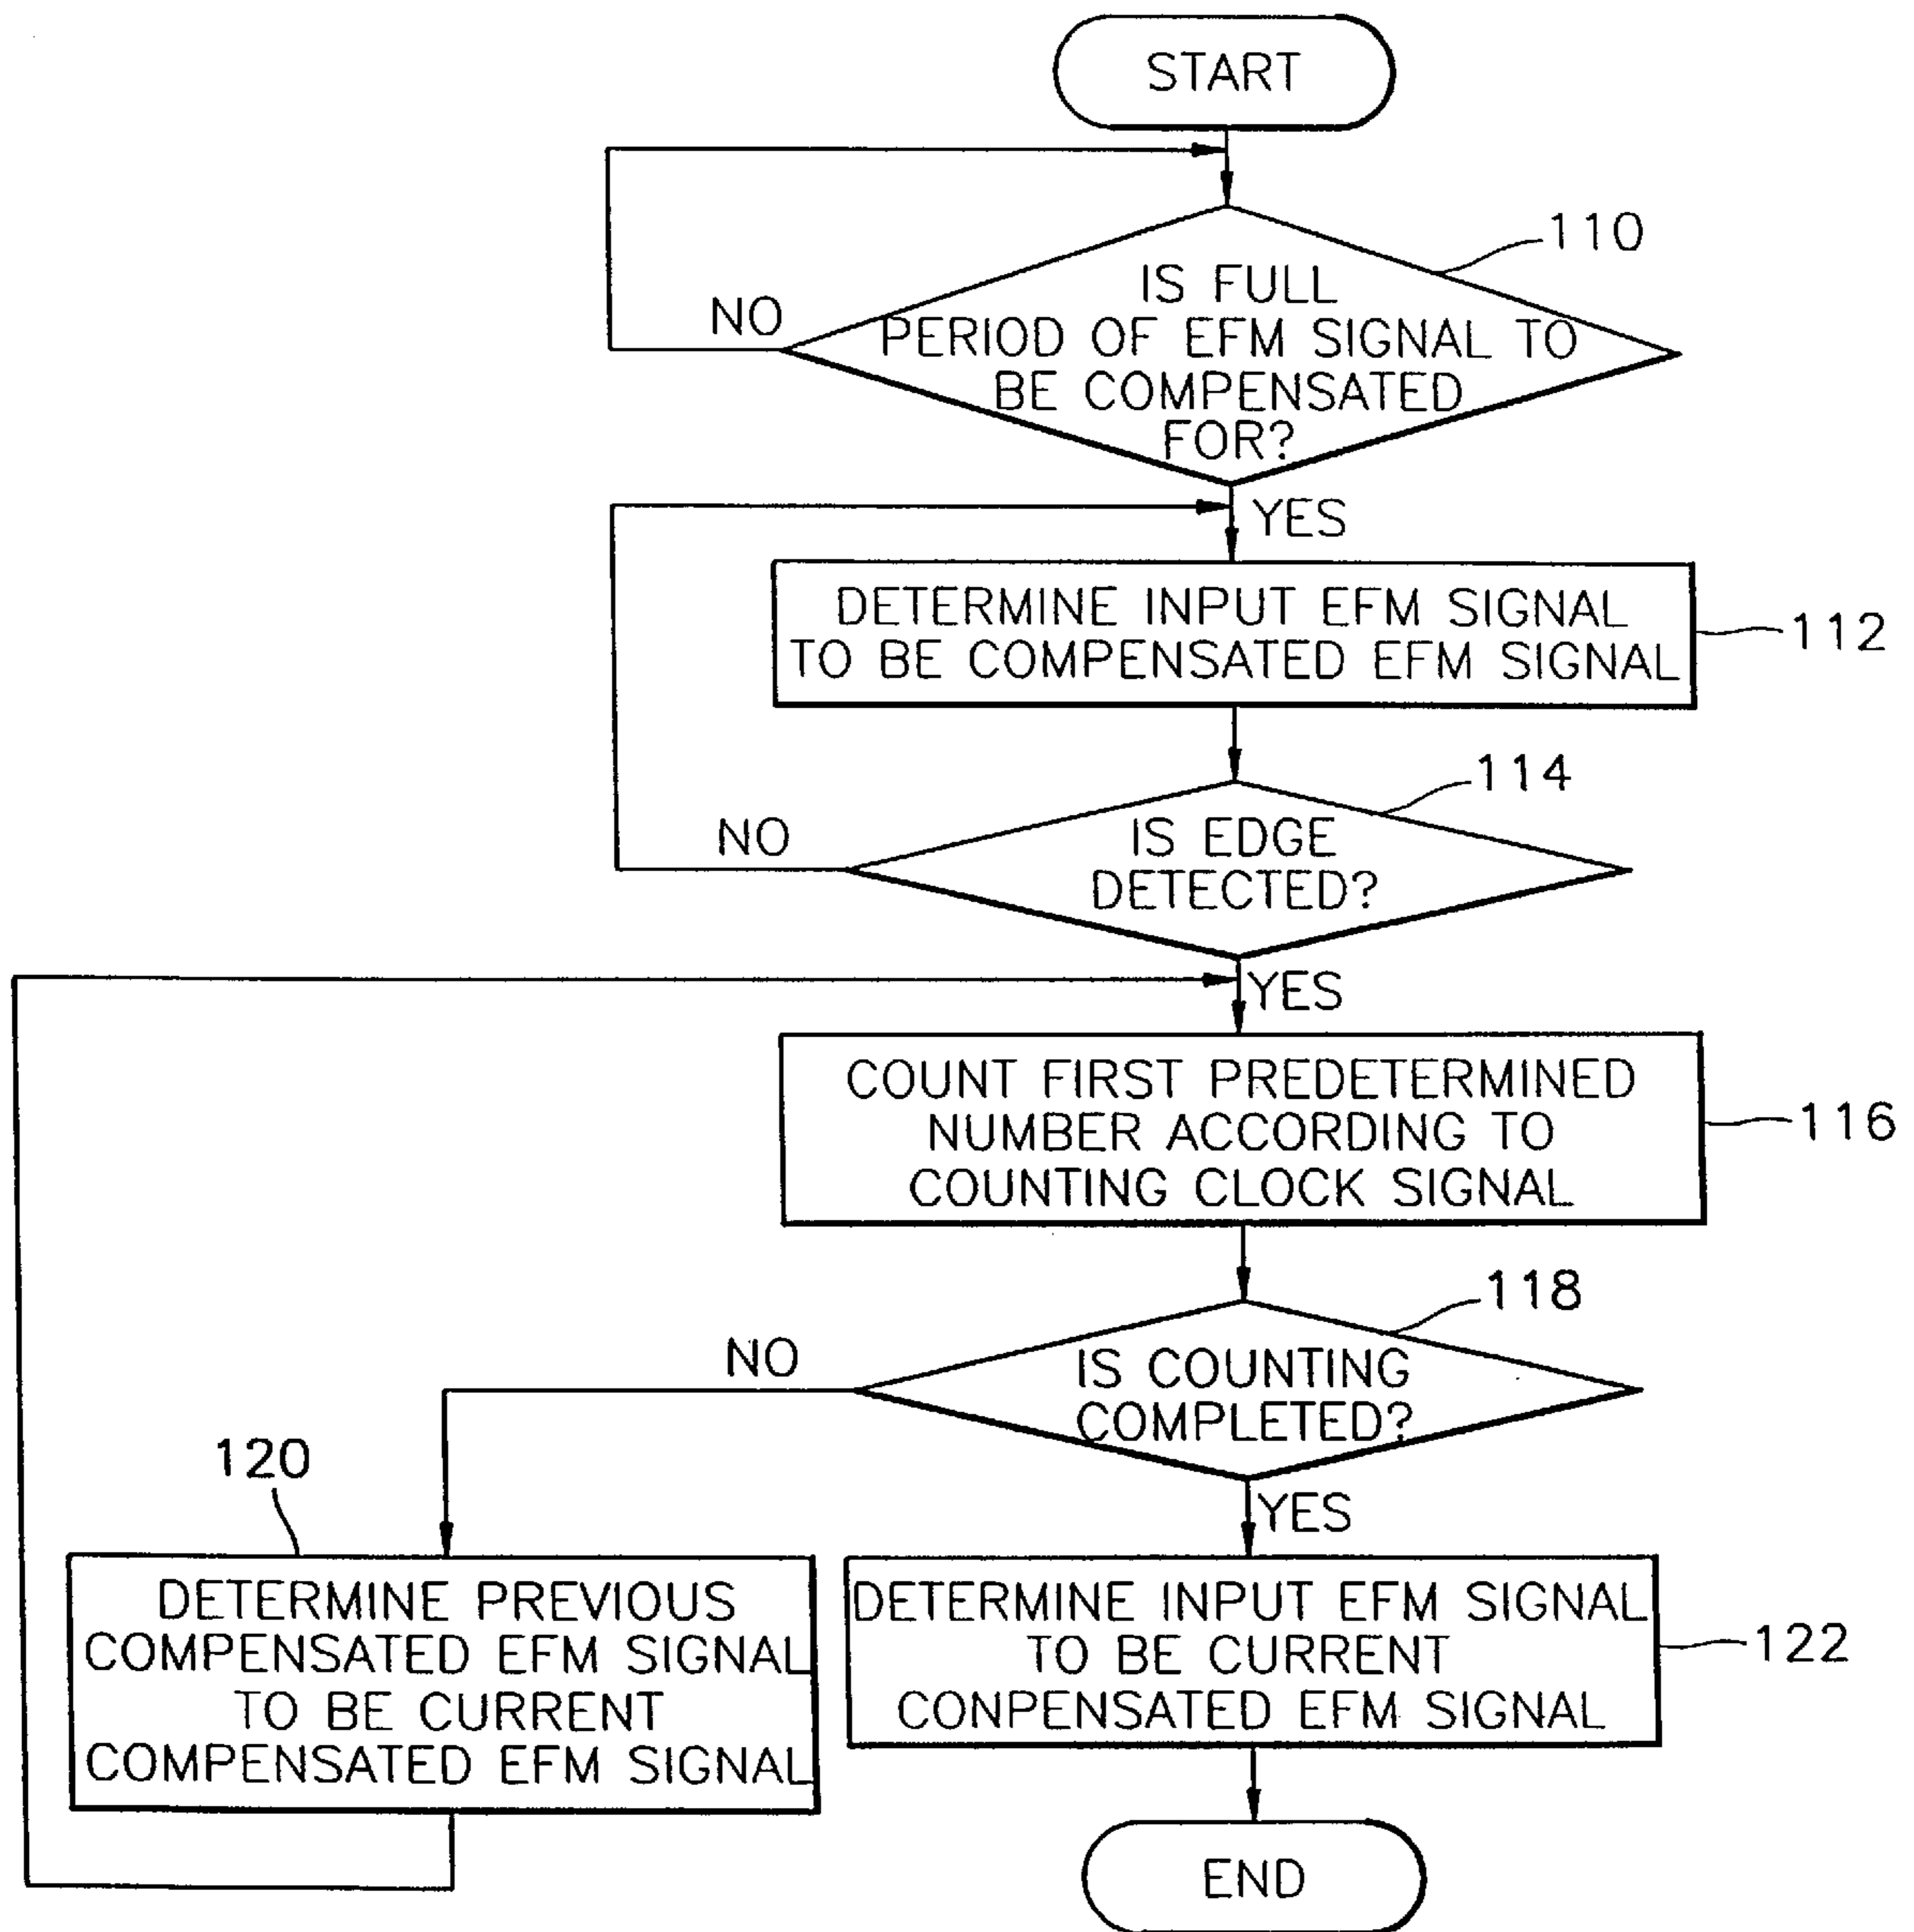 START
110
IS FULL
NO
PERIOD OF EFM SIGNAL TO
BE COMPENSATED
FOR?
YES
DETERMINE INPUT EFM SIGNAL
TO BE COMPENSATED EFM SIGNAL
112
114
NO
IS EDGE
DETECTED?
YES
COUNT FIRST PREDETERMINED
NUMBER ACCORDING TO
COUNTING CLOCK SIGNAL
116
118
NO
IS COUNTING
COMPLETED?
YES
120
DETERMINE PREVIOUS
COMPENSATED EFM SIGNAL
TO BE CURRENT
COMPENSATED EFM SIGNAL
DETERMINE INPUT EFM SIGNAL
TO BE CURRENT
CONPENSATED EFM SIGNAL
122
END